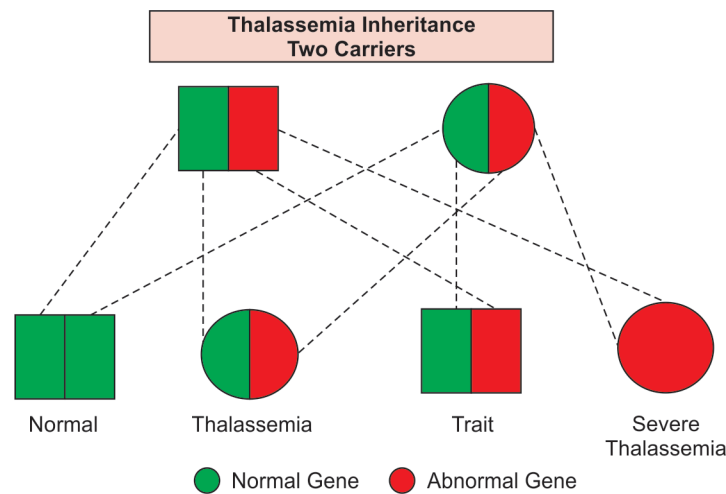 Thalassemia Inheritance
Two Carriers
Normal
Thalassemia
Trait
Severe
Thalassemia
Normal Gene
Abnormal Gene